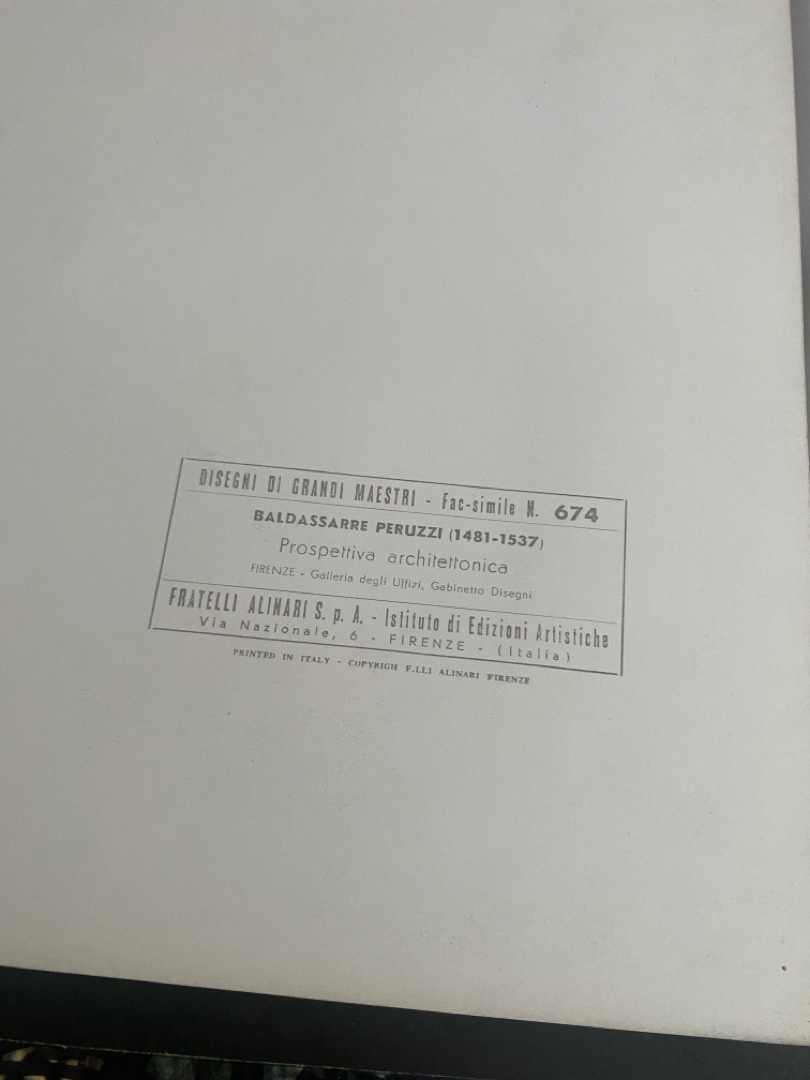 DISEGNI DI GRANDI MAESTRI - Fac-simile N. 674
BALDASSARRE PERUZZI (1481-1537)
Prospettiva architettonica
FIRENZE - Galleria degli Uffizi, Gabinetto Disegni
FRATELLI ALINARI S. p. A. - Istituto di Edizioni Artistiche
Via Nazionale, 6 - FIRENZE - (Italia)
PRINTED IN ITALY - COPYRIGH F.LLI ALINARI FIRENZE